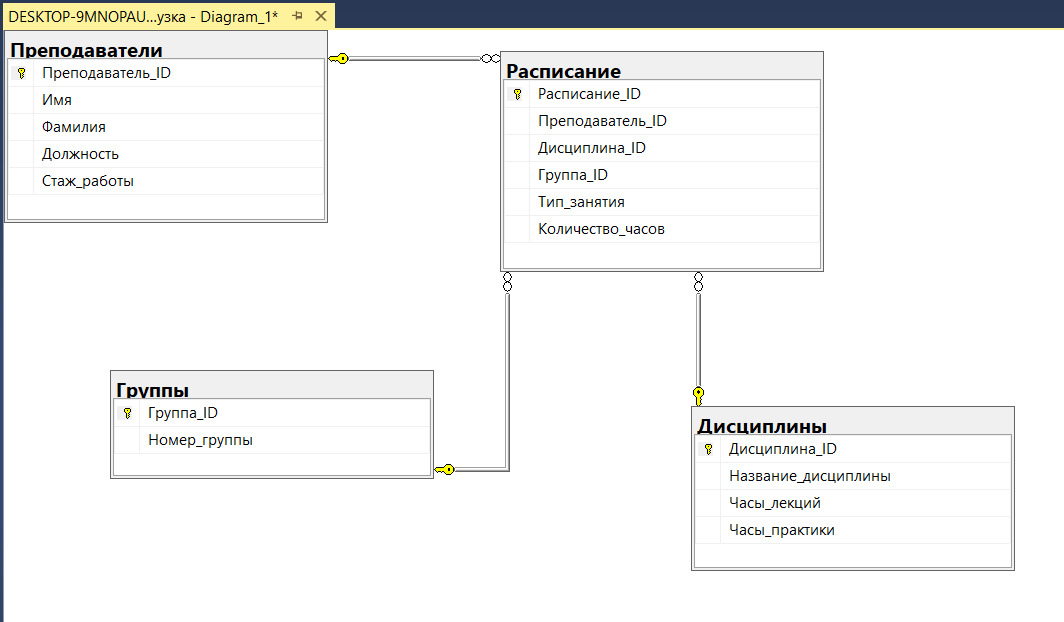 DESKTOP-9MNOPAU...узка - Diagram_1*
Преподаватели
Преподаватель_ID
Имя
Фамилия
Должность
Стаж_работы
Расписание
Расписание_ID
Преподаватель_ID
Дисциплина_ID
Группа_ID
Тип_занятия
Количество_часов
Группы
Группа_ID
Номер_группы
Дисциплины
Дисциплина_ID
Название_дисциплины
Часы_лекций
Часы_практики